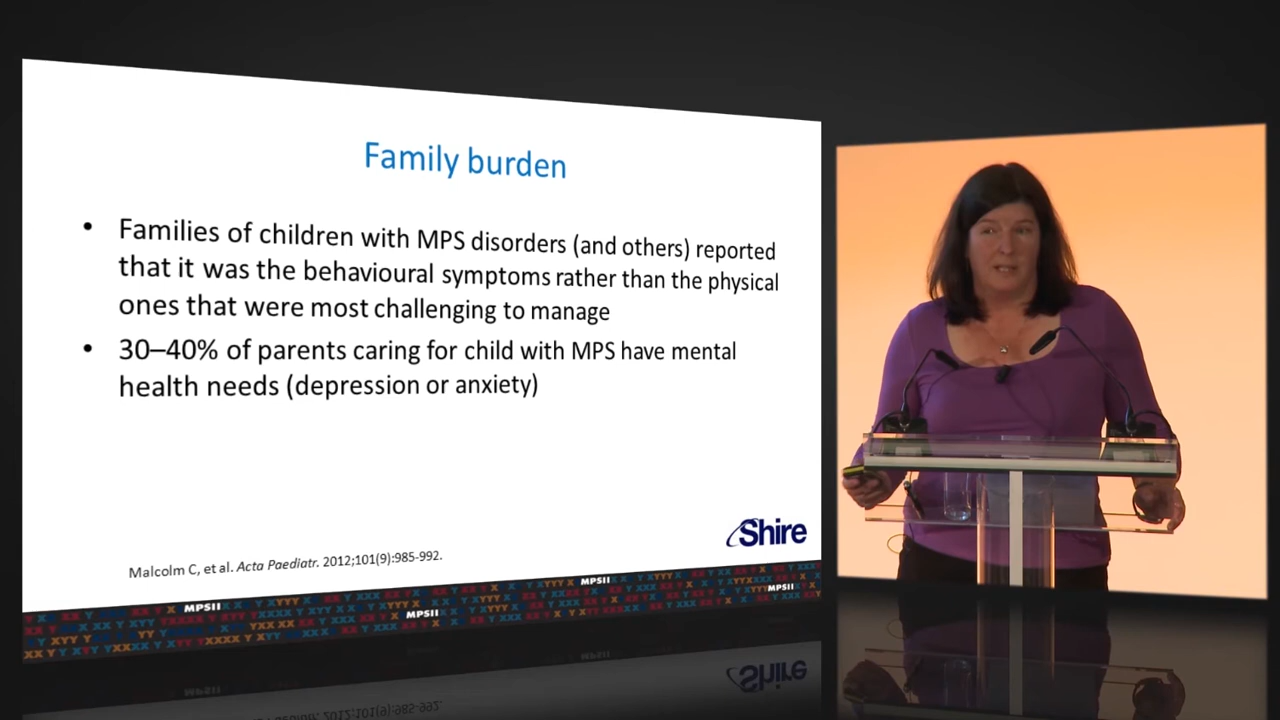 Family burden
• Families of children with MPS disorders (and others) reported
that it was the behavioural symptoms rather than the physical
ones that were most challenging to manage
• 30–40% of parents caring for child with MPS have mental
health needs (depression or anxiety)
Shire
Malcolm C, et al. Acta Paediatr. 2012;101(9):985-992.
MPSII
MPSII
MPSII